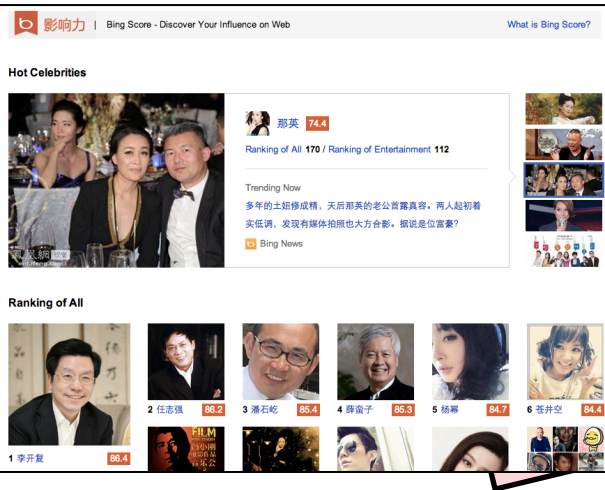 影响力 | Bing Score - Discover Your Influence on Web What is Bing Score?
Hot Celebrities
那英 74.4
Ranking of All 170 / Ranking of Entertainment 112
Trending Now
多年的土妞修成精，天后那英的老公首露真容。两人起初着
实低调，发现有媒体拍照也大方合影。据说是位富豪？
Bing News
Ranking of All
1 李开复 86.4
2 任志强 86.2
3 潘石屹 85.4
4 薛蛮子 85.3
5 杨幂 84.7
6 苍井空 84.4
FILM